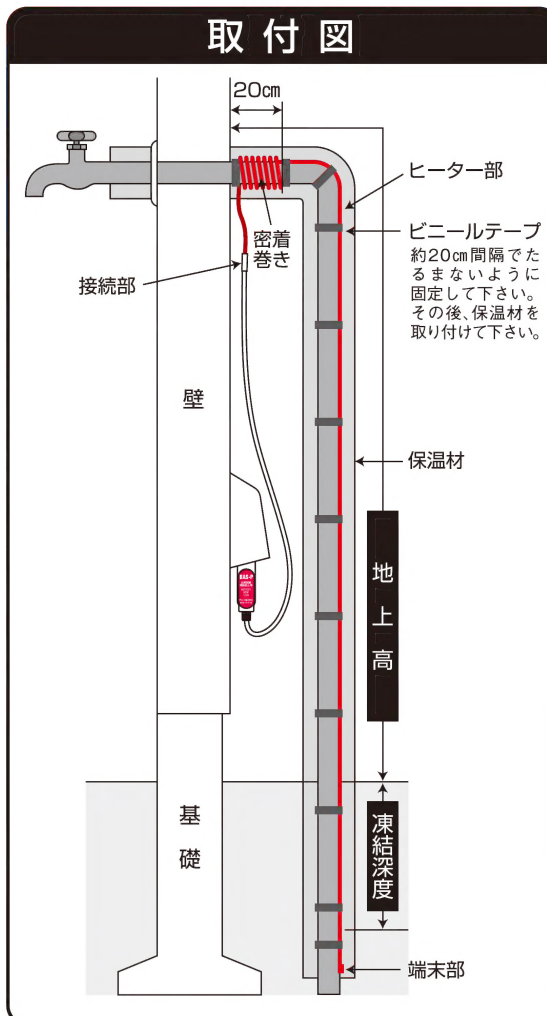 取付図
20㎝
ヒーター部
ビニールテープ
約20㎝間隔でた
るまないように
固定して下さい。
その後、保温材を
取り付けて下さい。
密着
巻き
接続部
壁
保温材
地上高
基礎
凍結深度
端末部